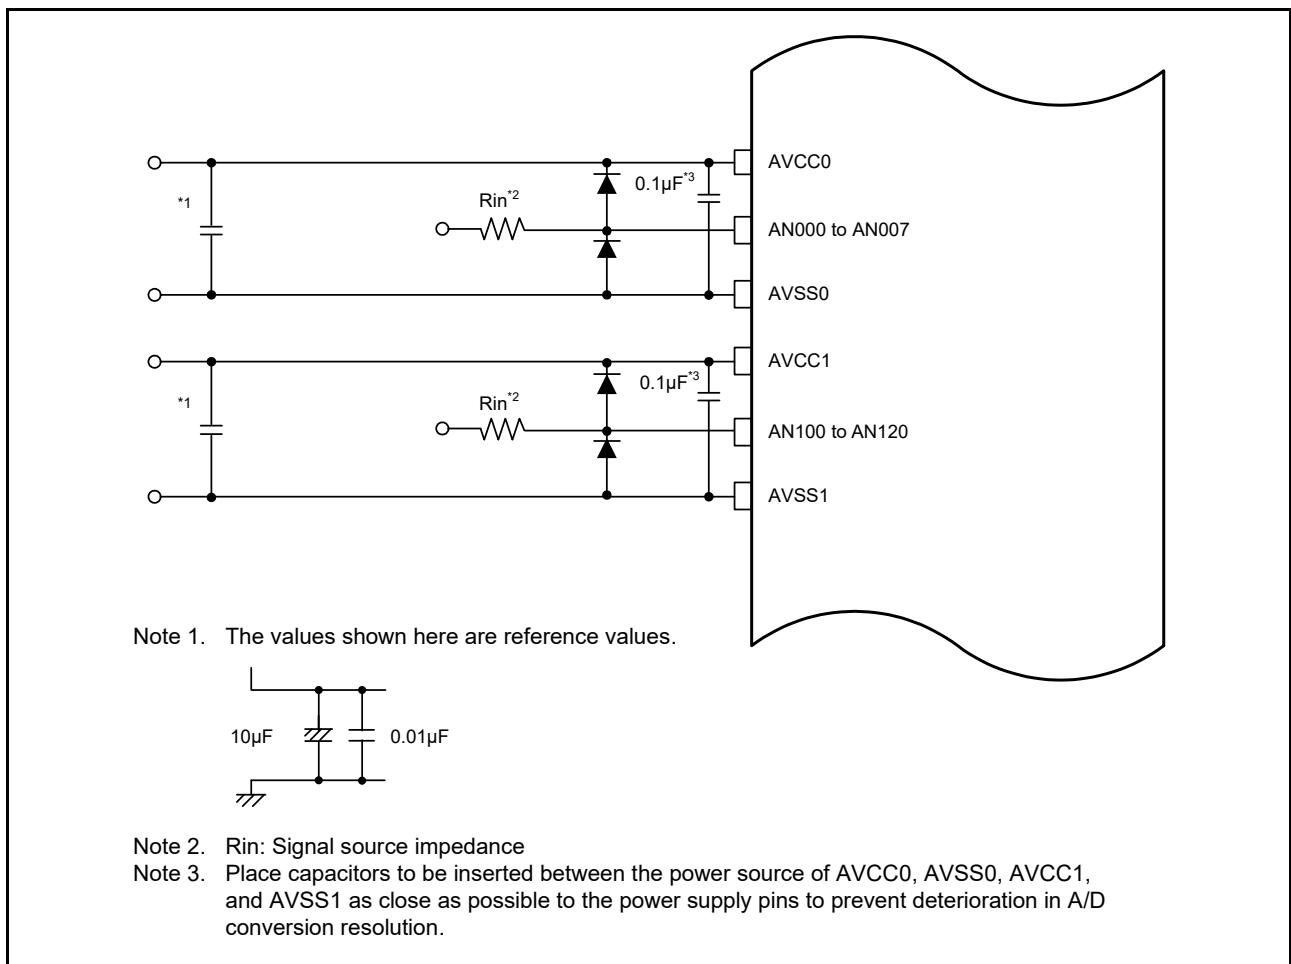 AVCC0
0.1µF*3
*1
Rin*2
AN000 to AN007
AVSS0
AVCC1
0.1µF*3
*1
Rin*2
AN100 to AN120
AVSS1
Note 1. The values shown here are reference values.
10µF
0.01µF
Note 2. Rin: Signal source impedance
Note 3. Place capacitors to be inserted between the power source of AVCC0, AVSS0, AVCC1,
and AVSS1 as close as possible to the power supply pins to prevent deterioration in A/D
conversion resolution.